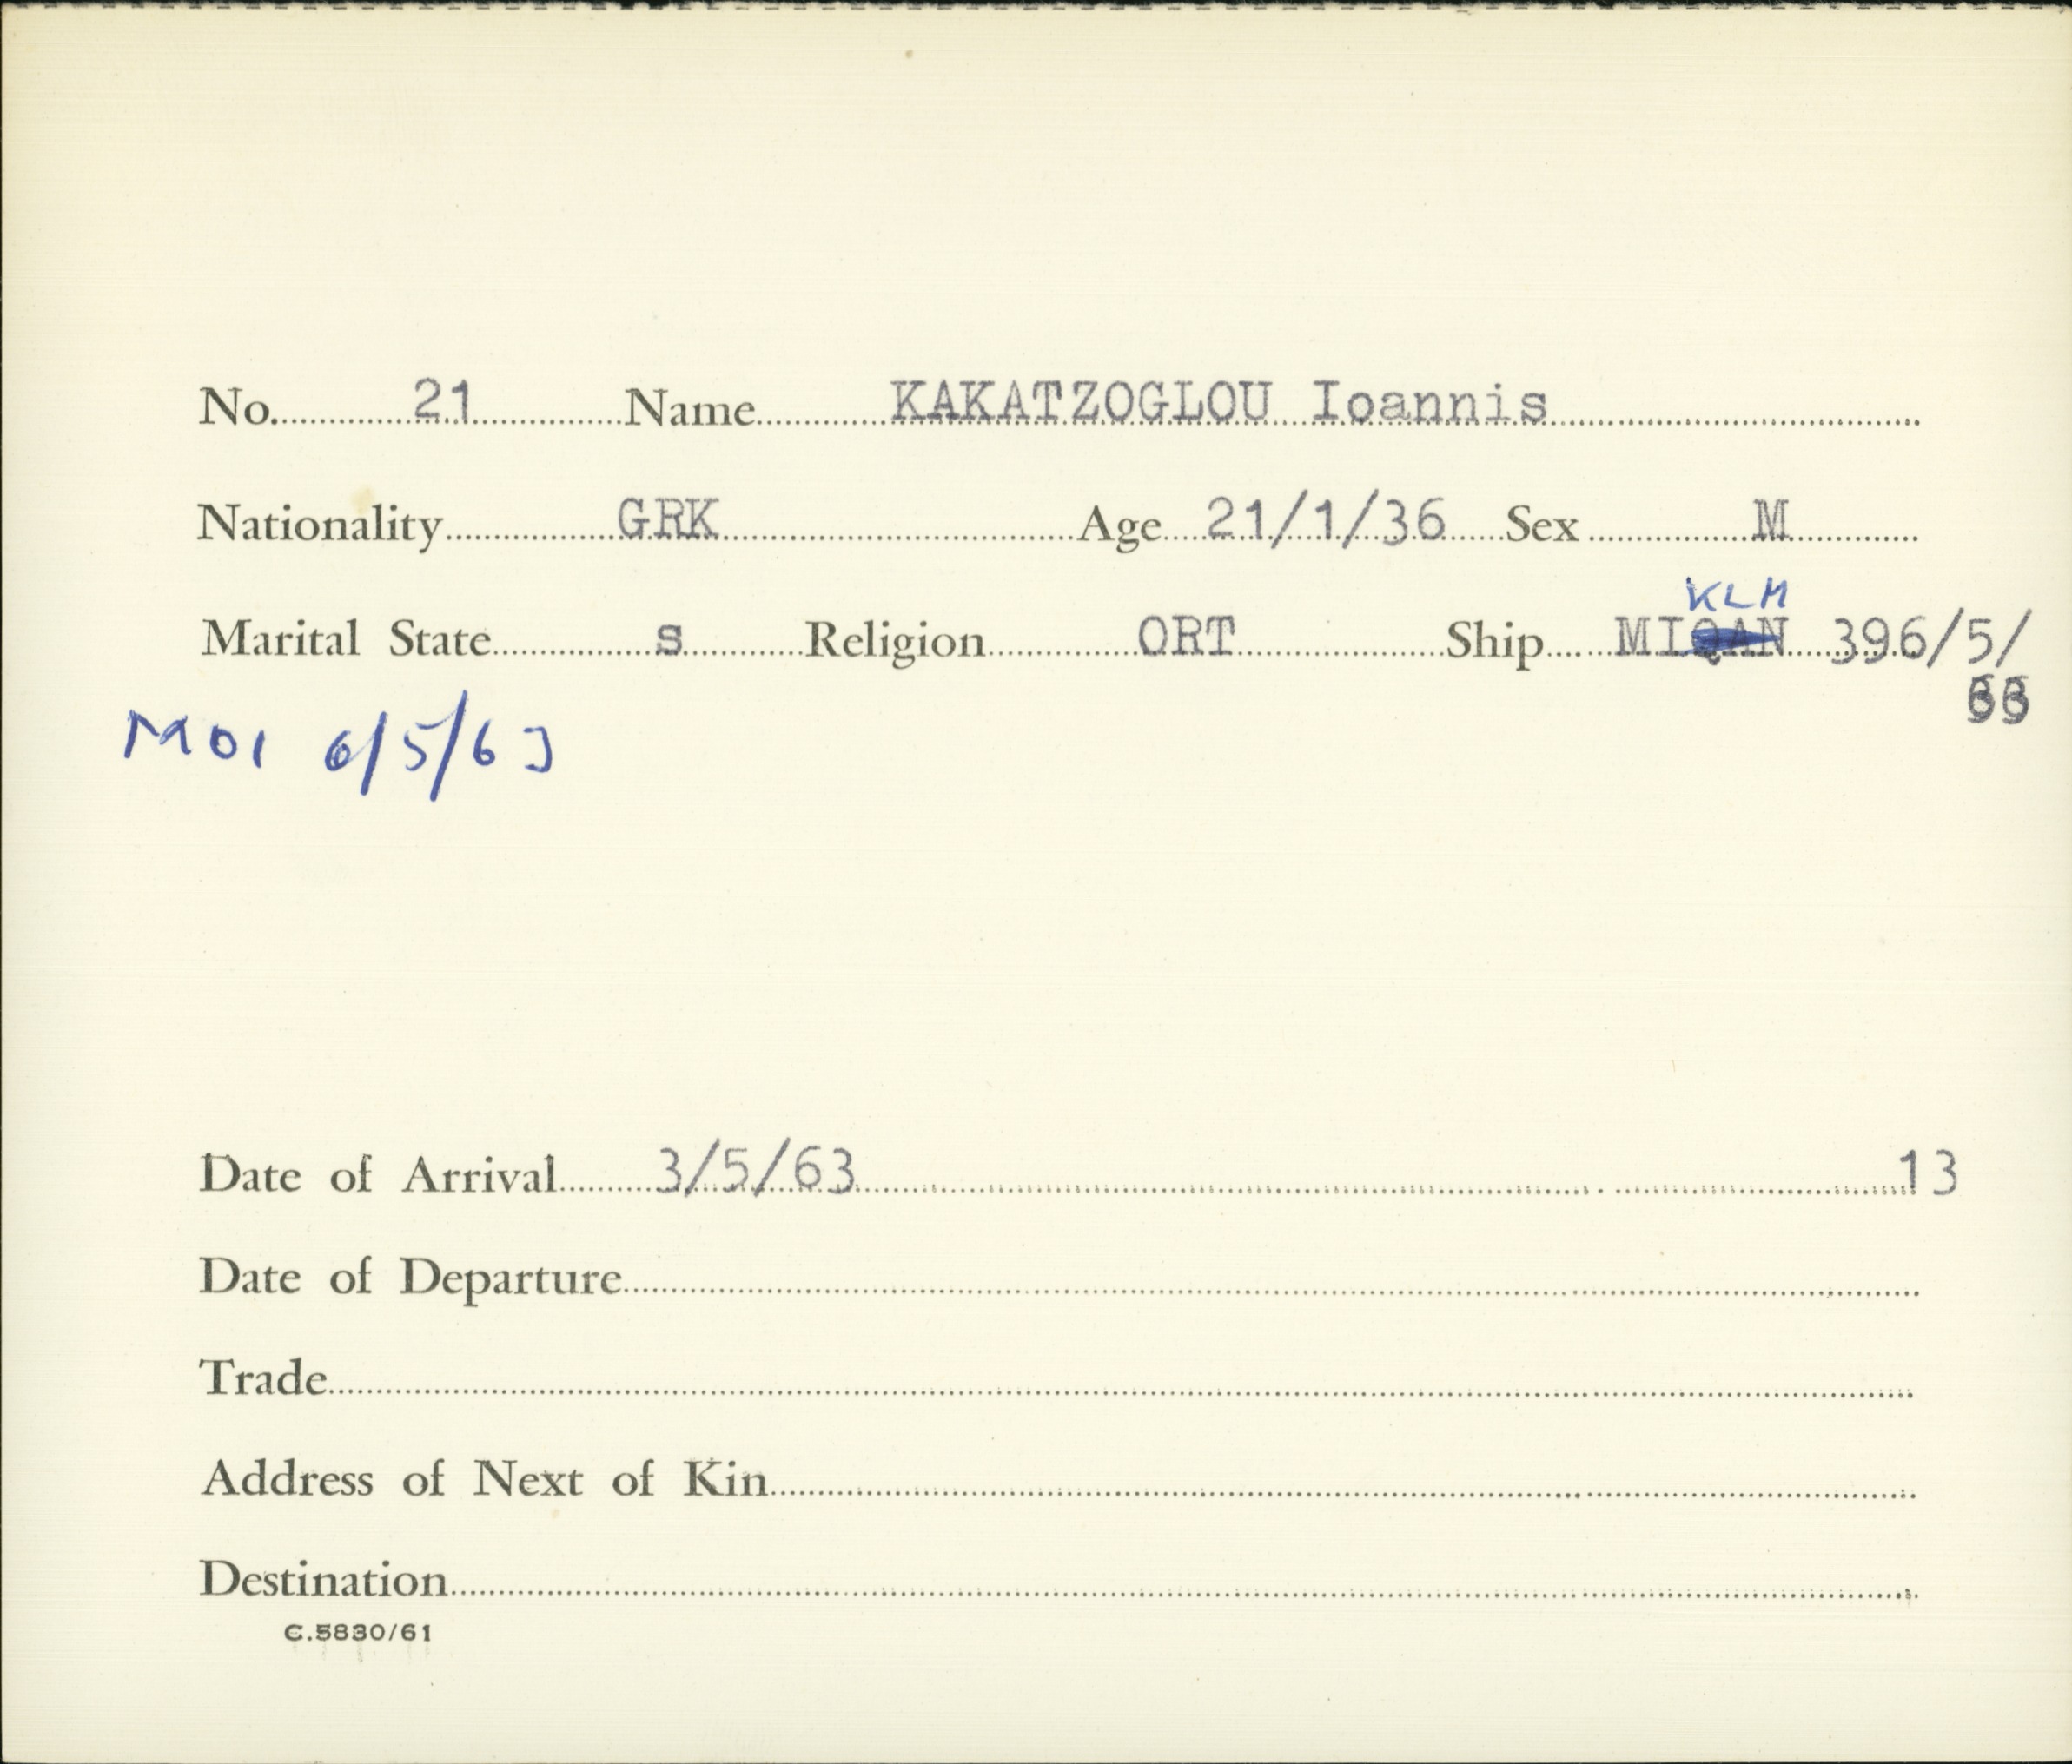 No. 21 Name KAKATZOGLOU Ioannis
Nationality GRK Age 21/1/36 Sex M
KLM
Marital State s Religion ORT Ship MIQAN 396/5/
63
MOI 6/5/63
Date of Arrival 3/5/63 13
Date of Departure
Trade
Address of Next of Kin
Destination
C.5830/61